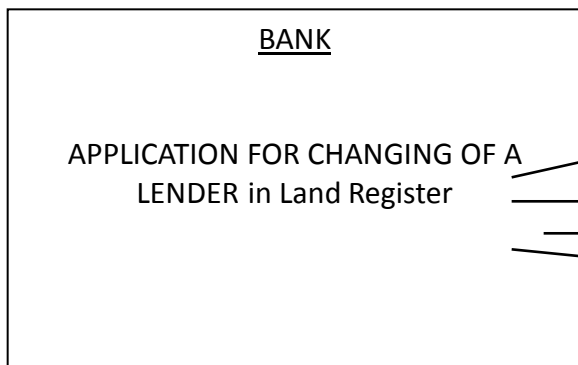 BANK
APPLICATION FOR CHANGING OF A
LENDER in Land Register